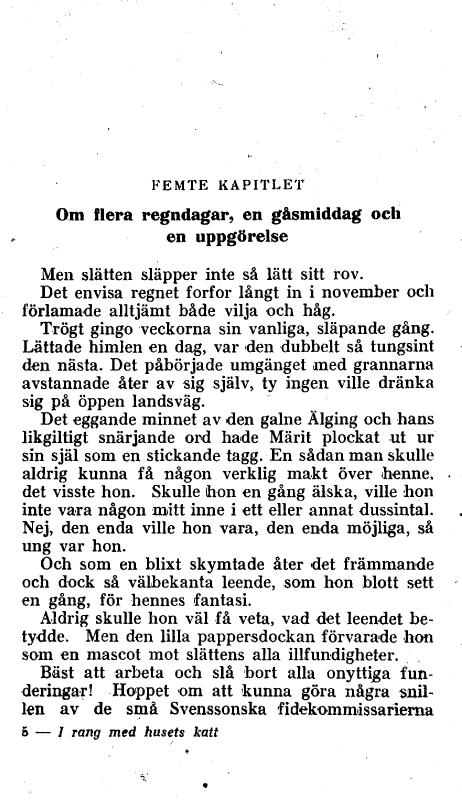 FEMTE KAPITLET
Om flera regndagar, en gåsmiddag och
en uppgörelse
Men slätten släpper inte så lätt sitt rov.
Det envisa regnet forfor långt in i november och
förlamade alltjämt både vilja och håg.
Trögt gingo veckorna sin vanliga, släpande gång.
Lättade himlen en dag, var den dubbelt så tungsint
den nästa. Det påbörjade umgänget med grannarna
avstannade åter av sig själv, ty ingen ville dränka
sig på öppen landsväg.
Det eggande minnet av den galne Älging och hans
likgiltigt snärjande ord hade Märit plockat ut ur
sin själ som en stickande tagg. En sådan man skulle
aldrig kunna få någon verklig makt över henne,
det visste hon. Skulle hon en gång älska, ville hon
inte vara någon mitt inne i ett eller annat dussintal.
Nej, den enda ville hon vara, den enda möjliga, så
ung var hon.
Och som en blixt skymtade åter det främmande
och dock så välbekanta leende, som hon blott sett
en gång, för hennes fantasi.
Aldrig skulle hon väl få veta, vad det leendet be-
tydde. Men den lilla pappersdockan förvarade hon
som en mascot mot slättens alla illfundigheter.
Bäst att arbeta och slå bort alla onyttiga fun-
deringar! Hoppet om att kunna göra några snil-
len av de små Svenssonska fidekommissarierna
5 — I rang med husets katt